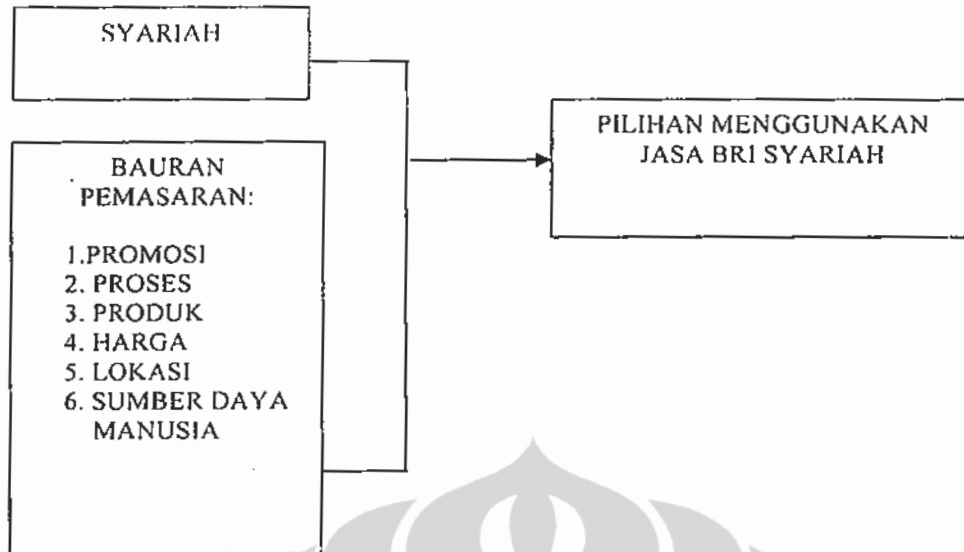 SYARIAH
BAURAN
PEMASARAN:
1.PROMOSI
2. PROSES
3. PRODUK
4. HARGA
5. LOKASI
6. SUMBER DAYA
MANUSIA
PILIHAN MENGGUNAKAN
JASA BRI SYARIAH